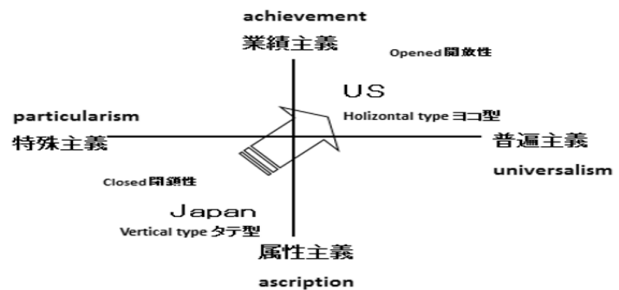 achievement
業績主義
Opened 開放性
US
Holizontal type ヨコ型
particularism
特殊主義
普遍主義
universalism
Closed 閉鎖性
Japan
Vertical type タテ型
属性主義
ascription